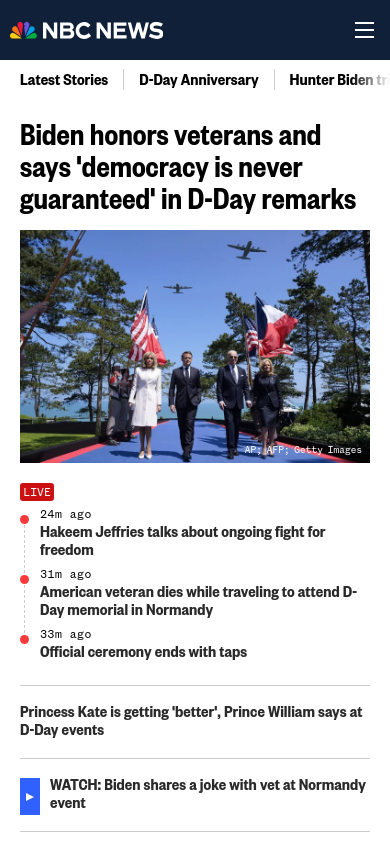 NBC NEWS
Latest Stories D-Day Anniversary Hunter Biden tr
Biden honors veterans and
says 'democracy is never
guaranteed' in D-Day remarks
AP; AFP; Getty Images
LIVE
24m ago
Hakeem Jeffries talks about ongoing fight for
freedom
31m ago
American veteran dies while traveling to attend D-
Day memorial in Normandy
33m ago
Official ceremony ends with taps
Princess Kate is getting 'better', Prince William says at
D-Day events
WATCH: Biden shares a joke with vet at Normandy
event